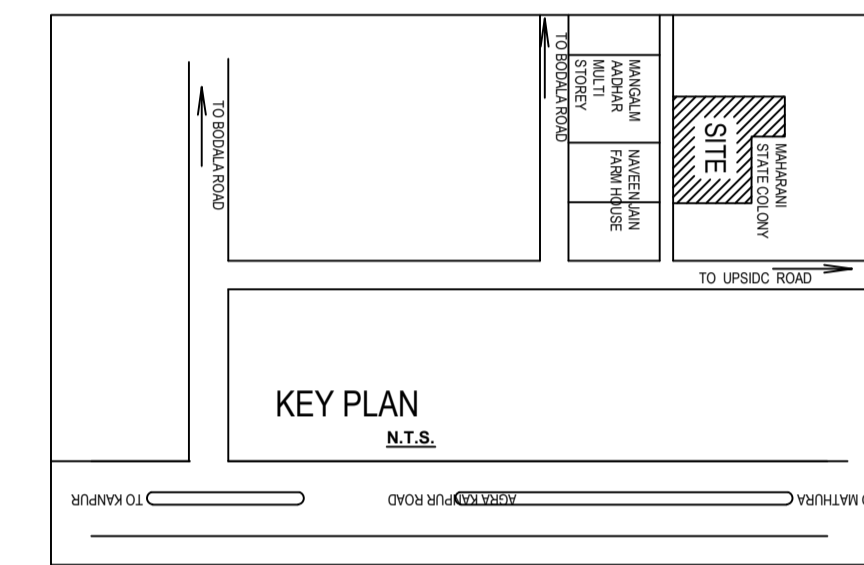 TO BODALA ROAD
TO BODALA ROAD
MANGALM
AADHAR
MULTI
STOREY
NAVEEN JAIN
FARM HOUSE
SITE
MAHARANI
STATE COLONY
TO UPSIDC ROAD
KEY PLAN
N.T.S.
TO KANPUR
AGRA KANPUR ROAD
MATHURA